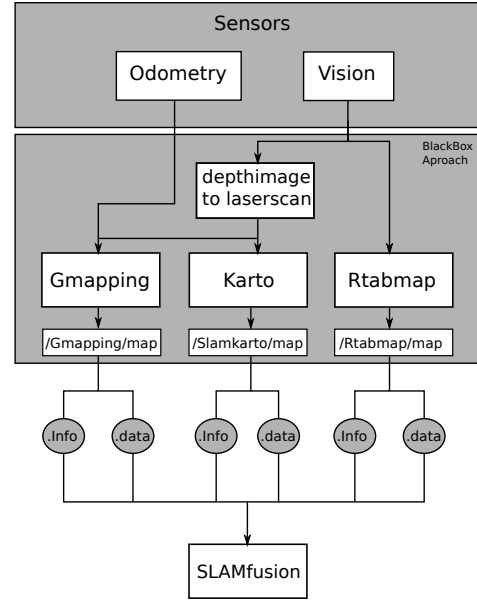 Sensors
Odometry
Vision
BlackBox
Aproach
depthimage
to laserscan
Gmapping
Karto
Rtabmap
/Gmapping/map
/Slamkarto/map
/Rtabmap/map
.Info
.data
.Info
.data
.Info
.data
SLAMfusion